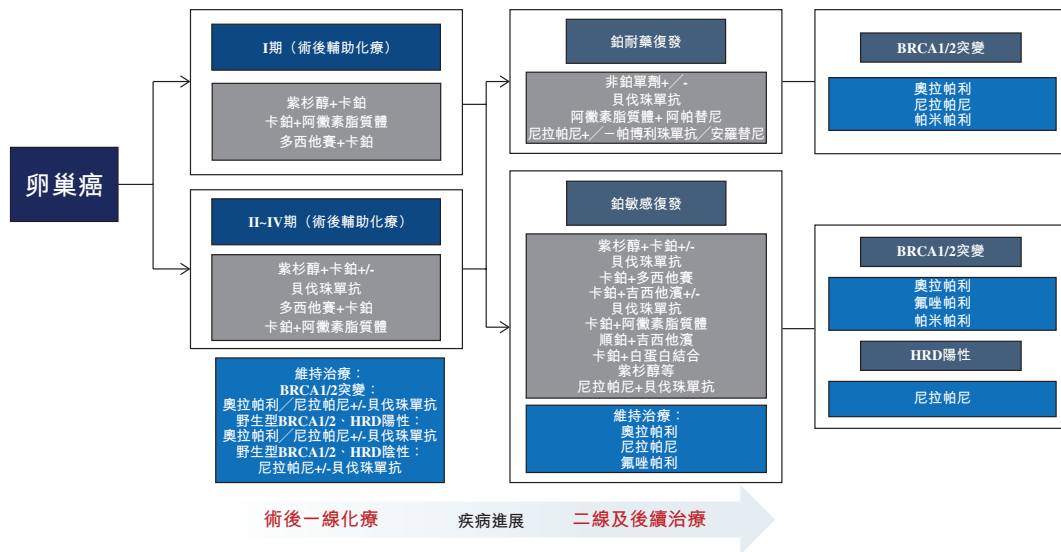 卵巢癌
I期（術後輔助化療）
紫杉醇+卡鉑
卡鉑+阿黴素脂質體
多西他賽+卡鉑
II~IV期（術後輔助化療）
紫杉醇+卡鉑+/-
貝伐珠單抗
多西他賽+卡鉑
卡鉑+阿黴素脂質體
維持治療：
BRCA1/2突變：
奧拉帕利／尼拉帕尼+/-貝伐珠單抗
野生型BRCA1/2、HRD陽性：
奧拉帕利／尼拉帕尼+/-貝伐珠單抗
野生型BRCA1/2、HRD陰性：
尼拉帕尼+/-貝伐珠單抗
鉑耐藥復發
非鉑單劑+／-
貝伐珠單抗
阿黴素脂質體+阿帕替尼
尼拉帕尼+／－帕博利珠單抗／安羅替尼
鉑敏感復發
紫杉醇+卡鉑+/-
貝伐珠單抗
卡鉑+多西他賽
卡鉑+吉西他濱+/-
貝伐珠單抗
卡鉑+阿黴素脂質體
順鉑+吉西他濱
卡鉑+白蛋白結合
紫杉醇等
尼拉帕尼+貝伐珠單抗
維持治療：
奧拉帕利
尼拉帕尼
氟唑帕利
BRCA1/2突變
奧拉帕利
尼拉帕尼
帕米帕利
BRCA1/2突變
奧拉帕利
氟唑帕利
帕米帕利
HRD陽性
尼拉帕尼
術後一線化療
疾病進展
二線及後續治療